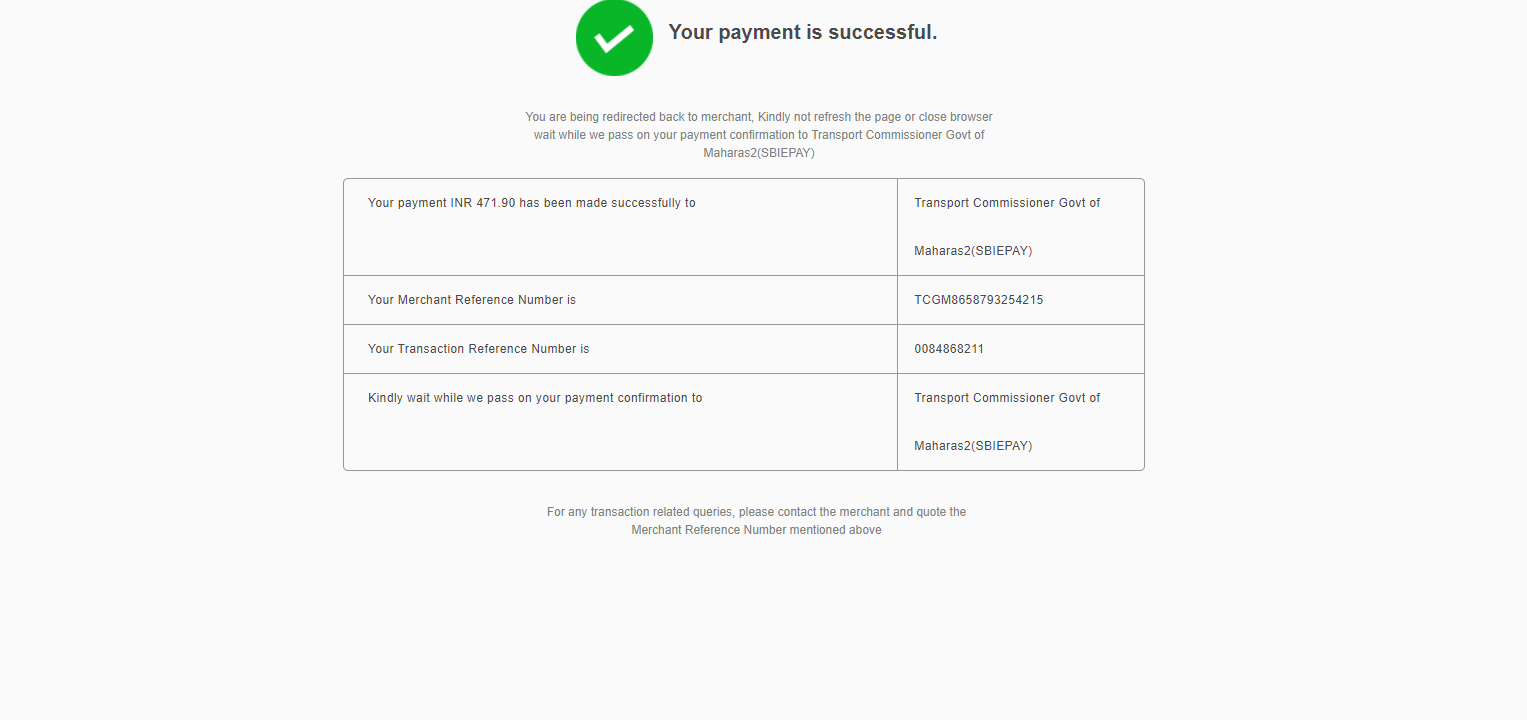 Your payment is successful.
You are being redirected back to merchant, Kindly not refresh the page or close browser
wait while we pass on your payment confirmation to Transport Commissioner Govt of
Maharas2(SBIEPAY)
Your payment INR 471.90 has been made successfully to
Transport Commissioner Govt of
Maharas2(SBIEPAY)
Your Merchant Reference Number is
TCGM8658793254215
Your Transaction Reference Number is
0084868211
Kindly wait while we pass on your payment confirmation to
Transport Commissioner Govt of
Maharas2(SBIEPAY)
For any transaction related queries, please contact the merchant and quote the
Merchant Reference Number mentioned above